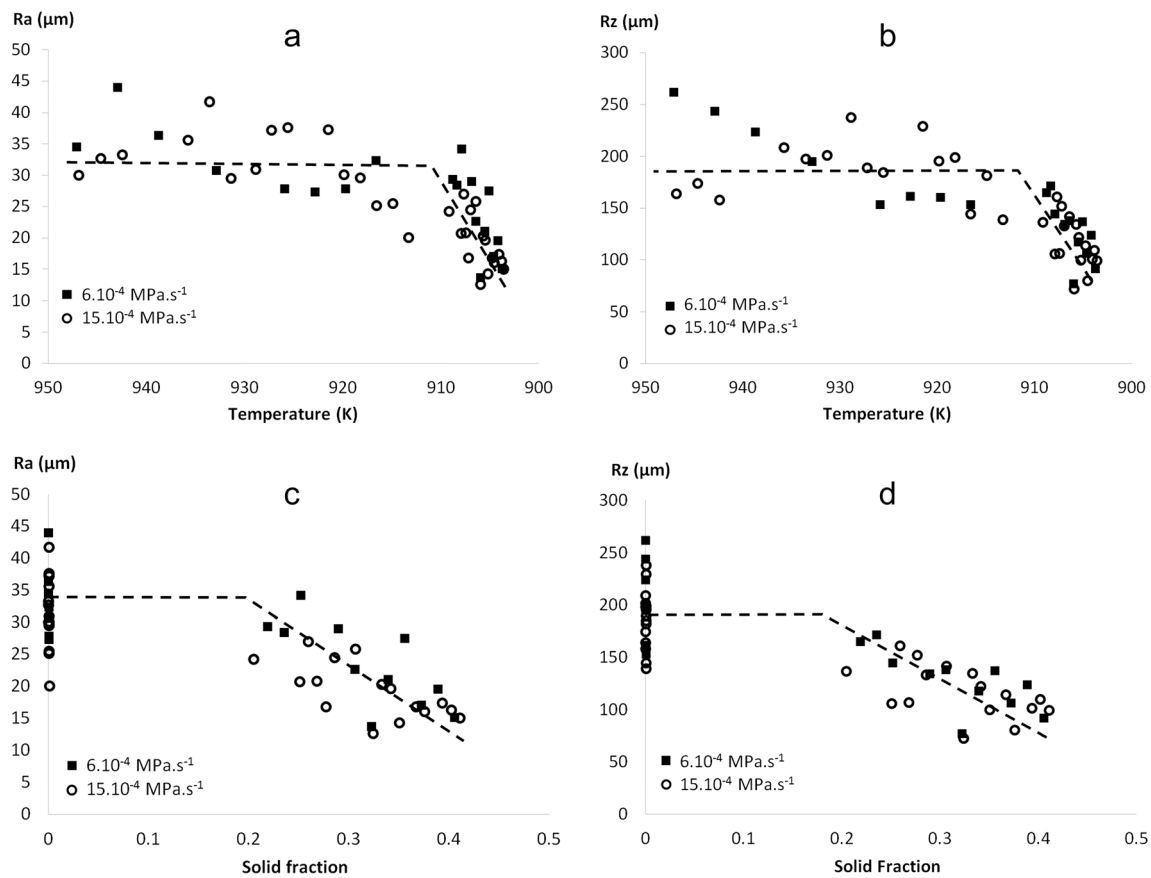 Ra (µm)
a
50
45
40
35
30
25
20
15
10
5
0
6.10⁻⁴ MPa.s⁻¹
15.10⁻⁴ MPa.s⁻¹
950 940 930 920 910 900
Temperature (K)
Rz (µm)
b
300
250
200
150
100
50
0
6.10⁻⁴ MPa.s⁻¹
15.10⁻⁴ MPa.s⁻¹
950 940 930 920 910 900
Temperature (K)
Ra (µm)
c
50
45
40
35
30
25
20
15
10
5
0
6.10⁻⁴ MPa.s⁻¹
15.10⁻⁴ MPa.s⁻¹
0 0.1 0.2 0.3 0.4 0.5
Solid fraction
Rz (µm)
d
300
250
200
150
100
50
0
6.10⁻⁴ MPa.s⁻¹
15.10⁻⁴ MPa.s⁻¹
0 0.1 0.2 0.3 0.4 0.5
Solid Fraction